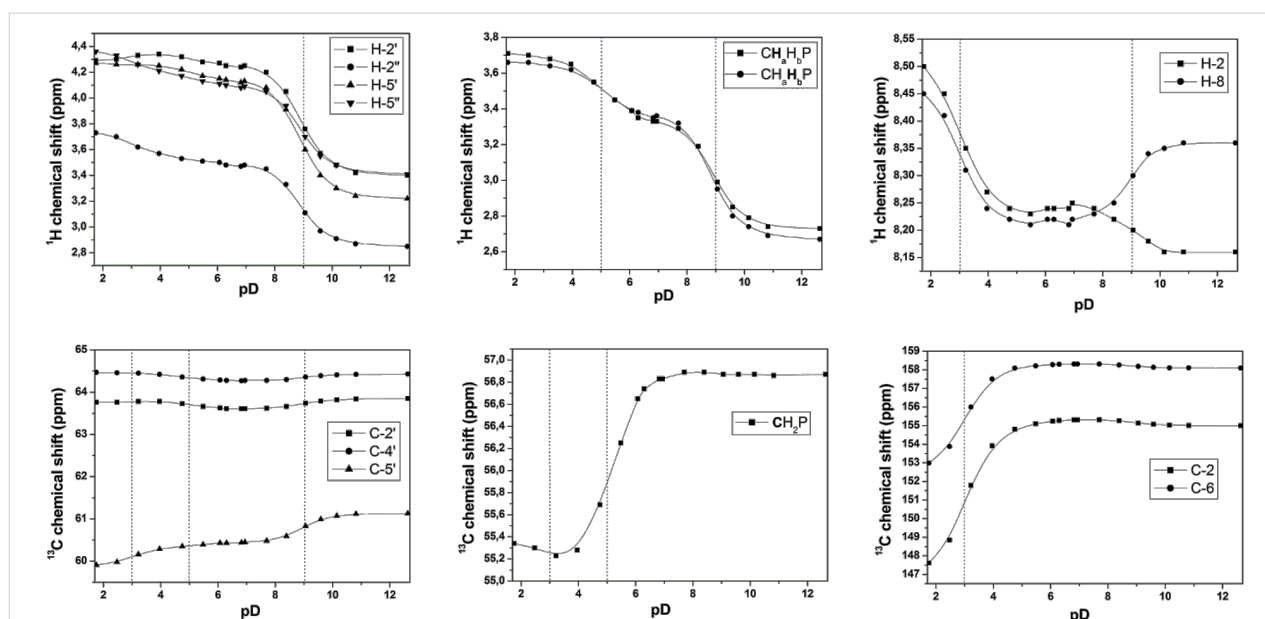 4,4
4,2
4,0
3,8
3,6
3,4
3,2
3,0
2,8
¹H chemical shift (ppm)
2 4 6 8 10 12
pD
H-2'
H-2"
H-5'
H-5"
3,8
3,6
3,4
3,2
3,0
2,8
2,6
¹H chemical shift (ppm)
2 4 6 8 10 12
pD
CHₐH_bP
CHₐH_bP
8,55
8,50
8,45
8,40
8,35
8,30
8,25
8,20
8,15
¹H chemical shift (ppm)
2 4 6 8 10 12
pD
H-2
H-8
65
64
63
62
61
60
¹³C chemical shift (ppm)
2 4 6 8 10 12
pD
C-2'
C-4'
C-5'
57,0
56,8
56,6
56,4
56,2
56,0
55,8
55,6
55,4
55,2
55,0
¹³C chemical shift (ppm)
2 4 6 8 10 12
pD
CH₂P
159
158
157
156
155
154
153
152
151
150
149
148
147
¹³C chemical shift (ppm)
2 4 6 8 10 12
pD
C-2
C-6